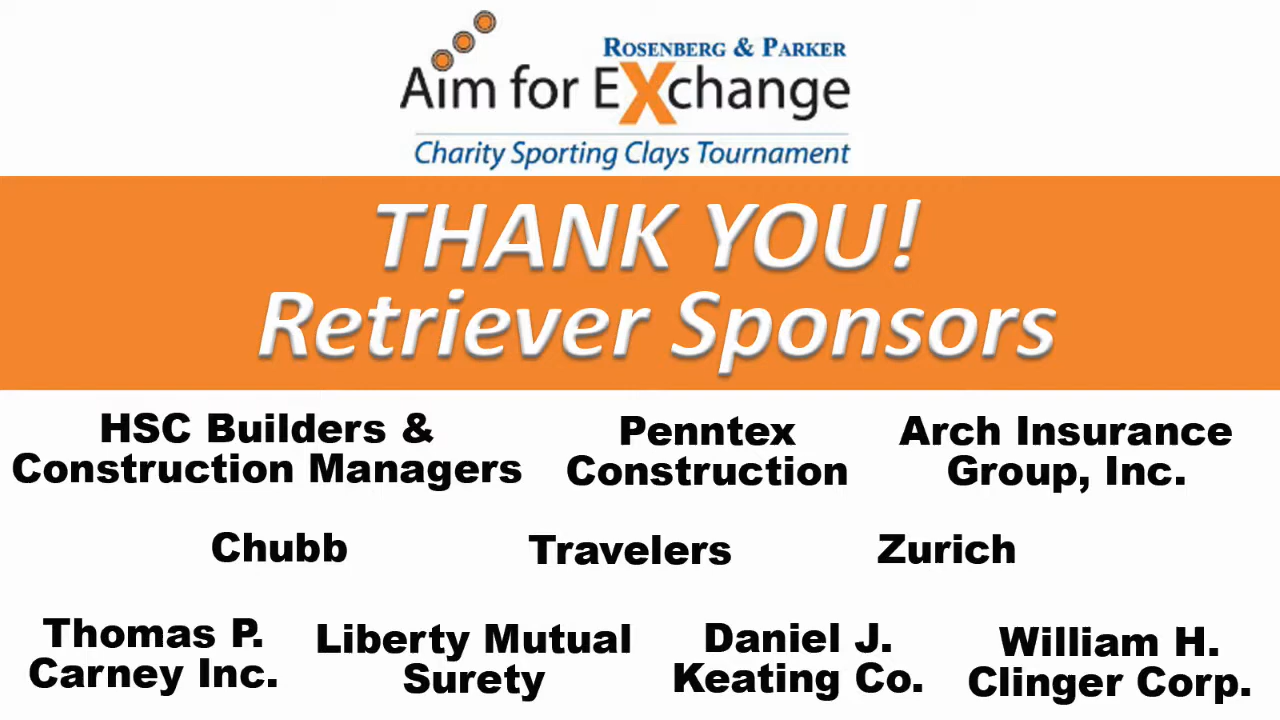 ROSENBERG & PARKER
Aim for EXchange
Charity Sporting Clays Tournament
THANK YOU!
Retriever Sponsors
HSC Builders &
Construction Managers
Penntex
Construction
Arch Insurance
Group, Inc.
Chubb
Travelers
Zurich
Thomas P.
Carney Inc.
Liberty Mutual
Surety
Daniel J.
Keating Co.
William H.
Clinger Corp.